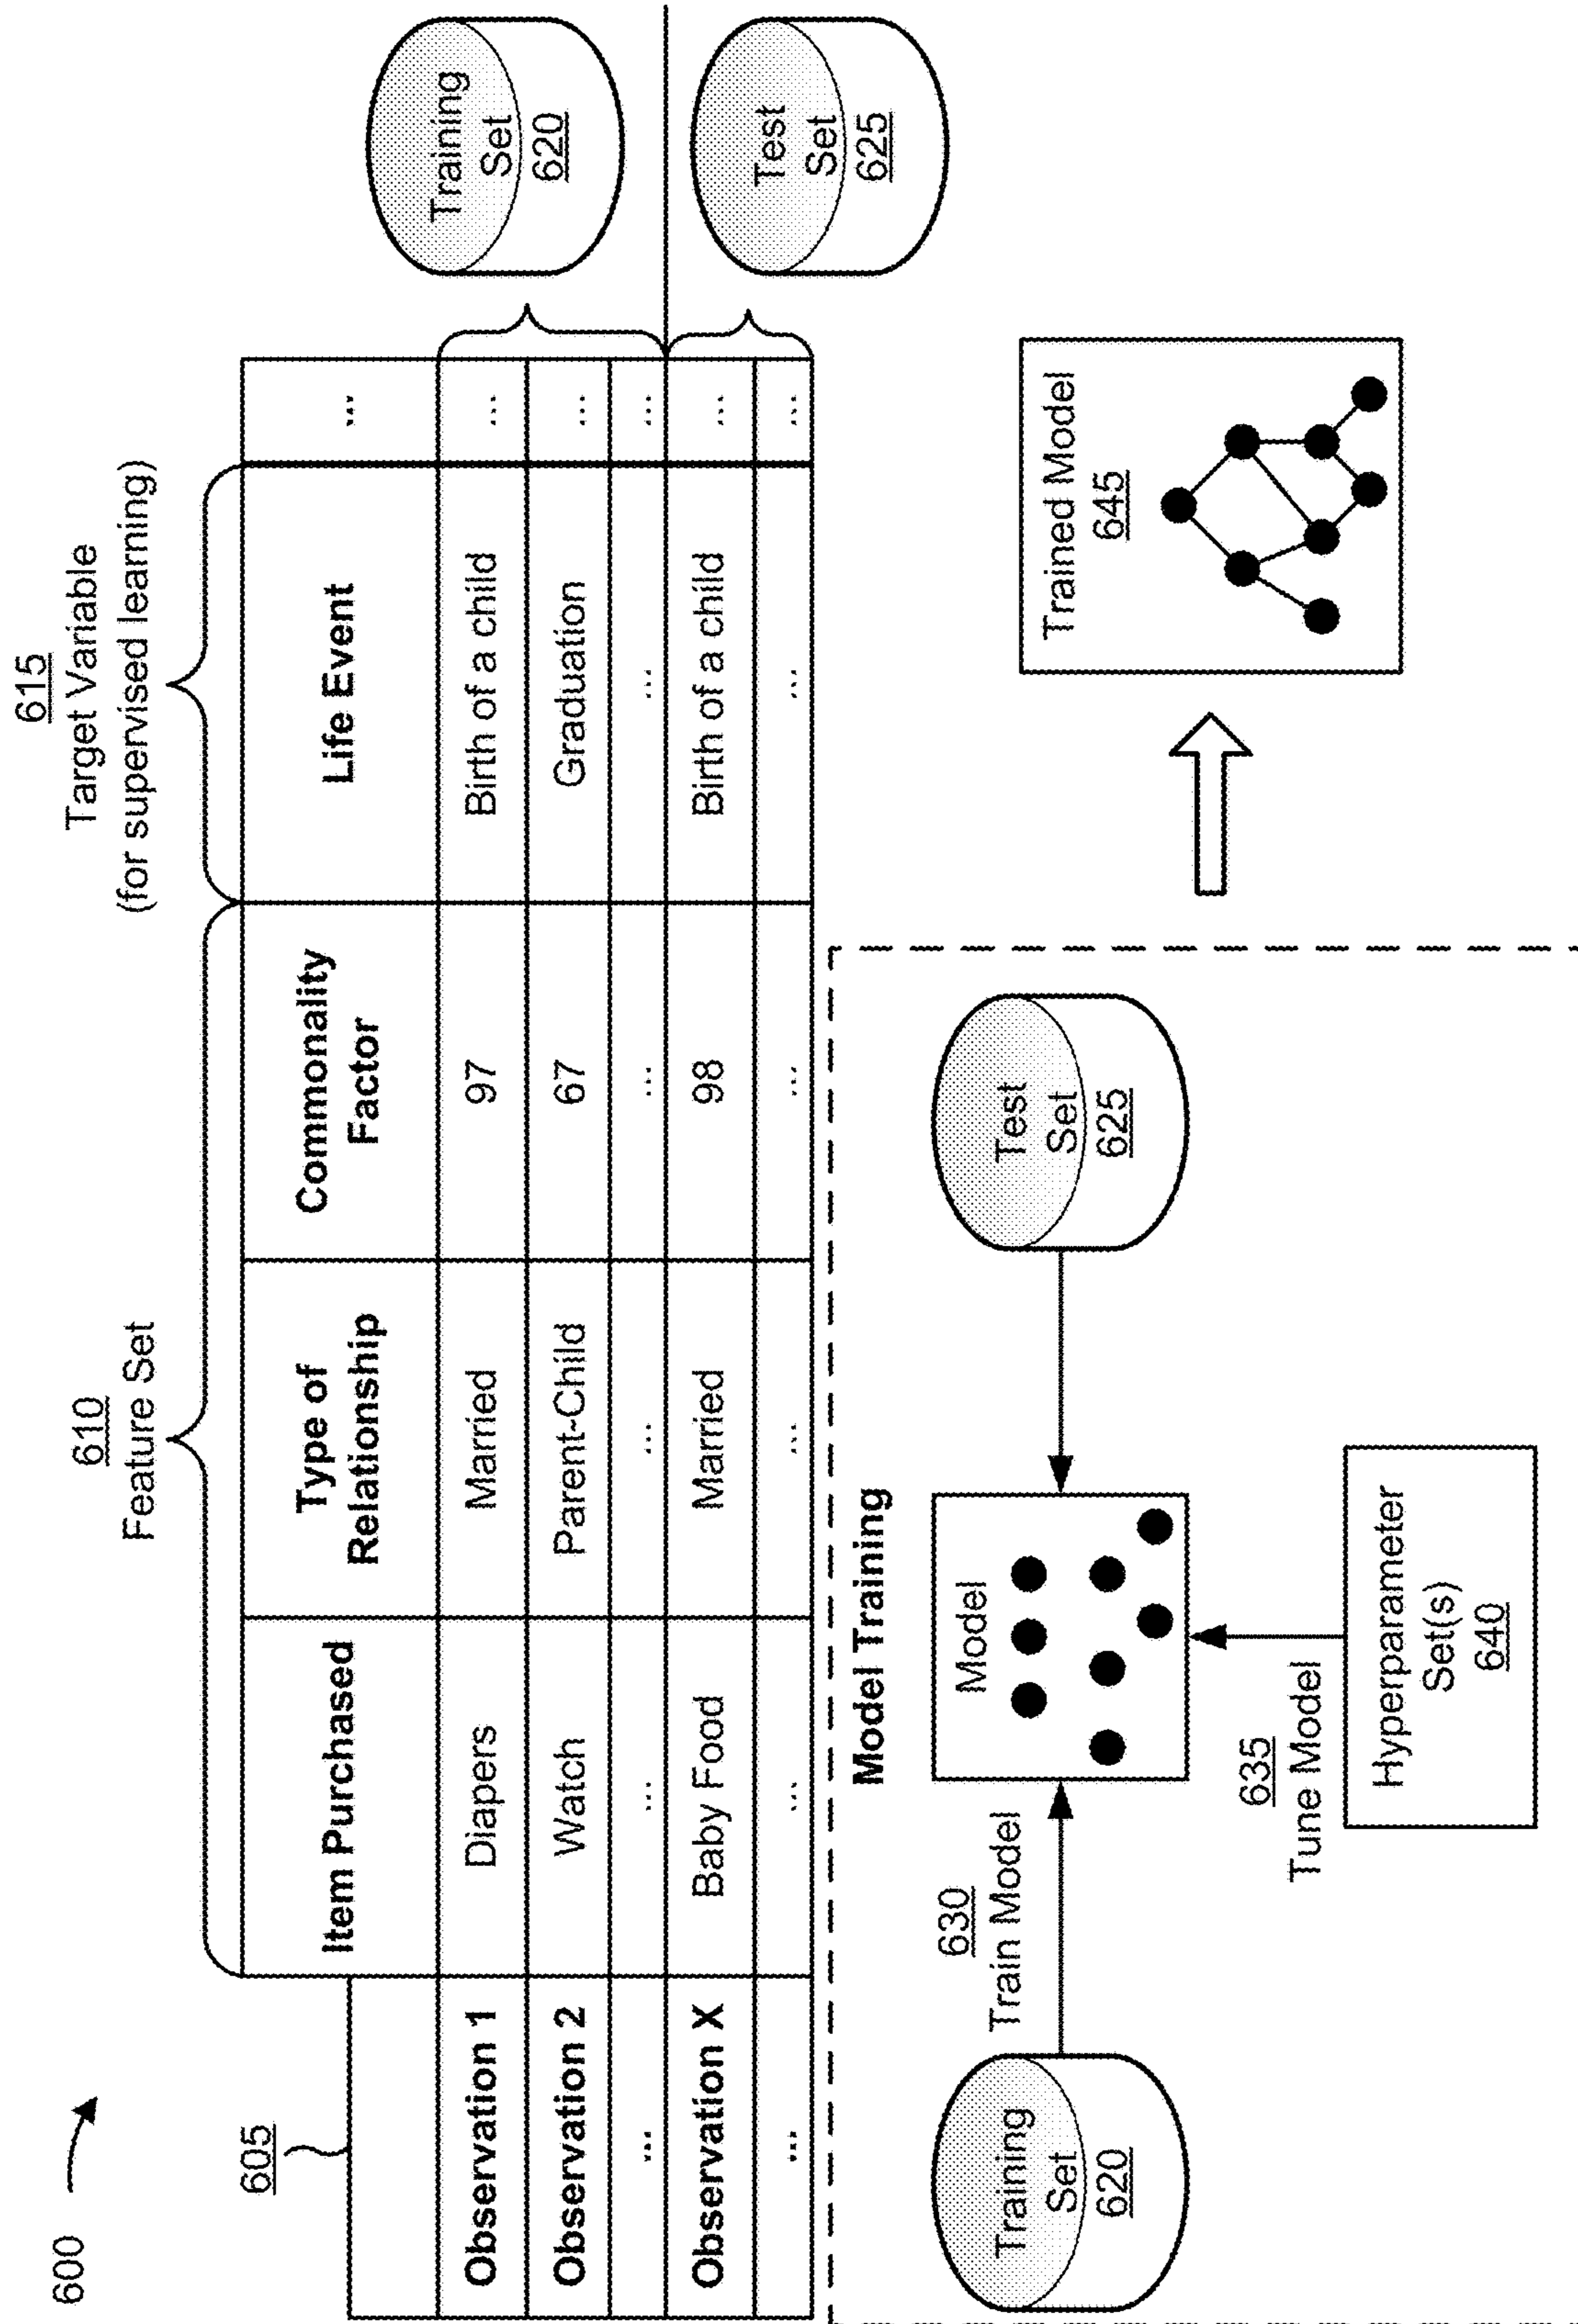 600
605
610
Feature Set
615
Target Variable
(for supervised learning)
Item Purchased
Type of
Relationship
Commonality
Factor
Life Event
...
Observation 1
Diapers
Married
97
Birth of a child
...
Observation 2
Watch
Parent-Child
67
Graduation
...
...
...
...
...
...
...
Observation X
Baby Food
Married
98
Birth of a child
...
...
...
...
...
...
...
Training
Set
620
Test
Set
625
Model Training
Training
Set
620
630
Train Model
Model
Test
Set
625
635
Tune Model
Hyperparameter
Set(s)
640
Trained Model
645